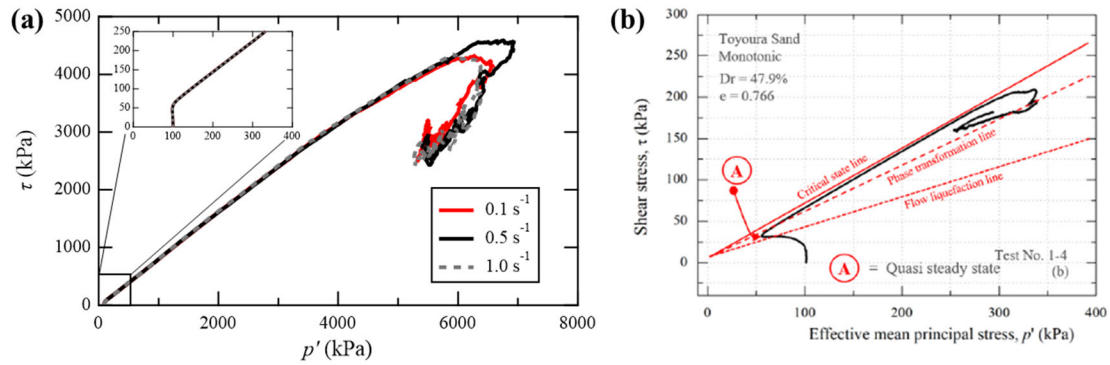 (a)
5000
4000
3000
2000
1000
0
τ (kPa)
250
200
150
100
50
0
0 100 200 300 400
0.1 s⁻¹
0.5 s⁻¹
1.0 s⁻¹
0 2000 4000 6000 8000
p' (kPa)
(b)
300
250
200
150
100
50
0
Shear stress, τ (kPa)
Toyoura Sand
Monotonic
Dr = 47.9%
e = 0.766
A
Critical state line
Phase transformation line
Flow liquefaction line
Test No. 1-4
A = Quasi steady state
(b)
0 100 200 300 400
Effective mean principal stress, p' (kPa)